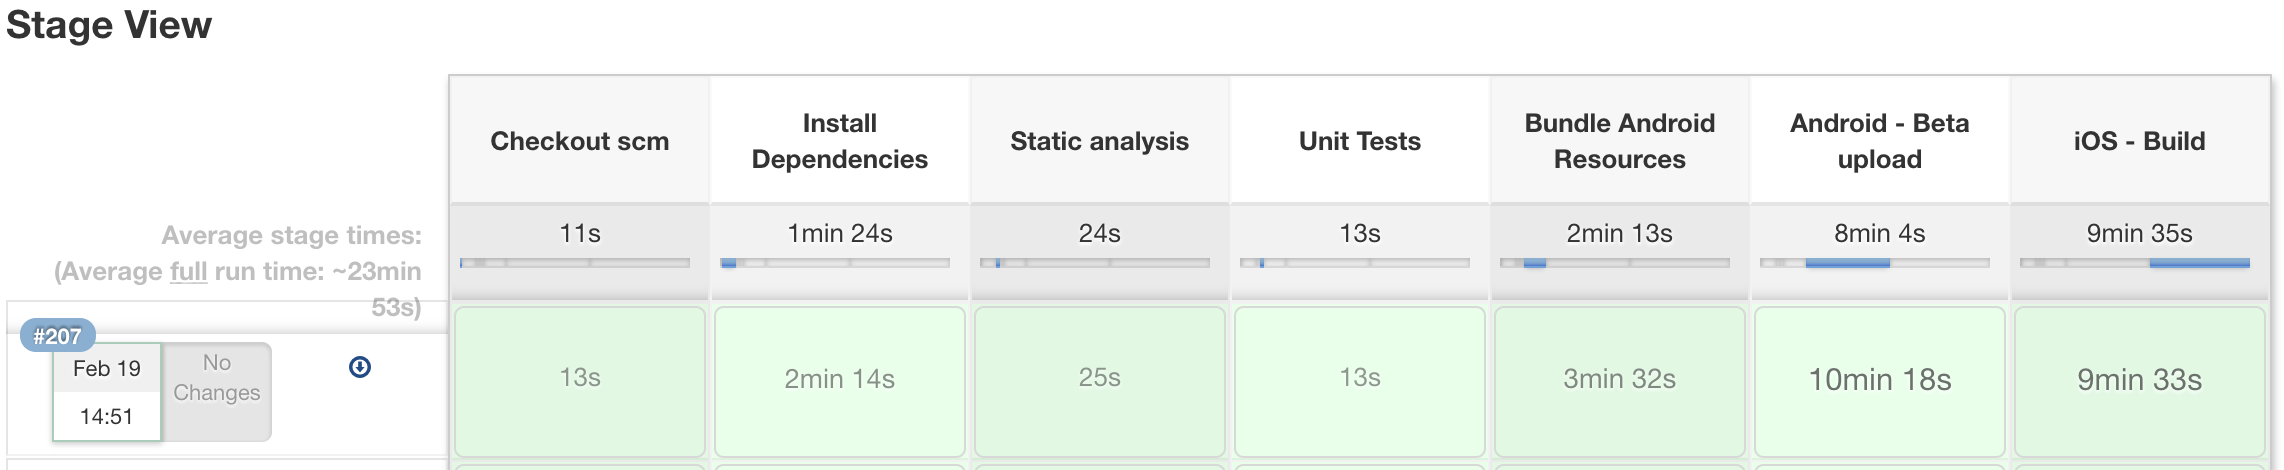 Stage View
Checkout scm
Install
Dependencies
Static analysis
Unit Tests
Bundle Android
Resources
Android - Beta
upload
iOS - Build
Average stage times:
(Average full run time: ~23min
53s)
11s
1min 24s
24s
13s
2min 13s
8min 4s
9min 35s
#207
Feb 19
14:51
No
Changes
13s
2min 14s
25s
13s
3min 32s
10min 18s
9min 33s